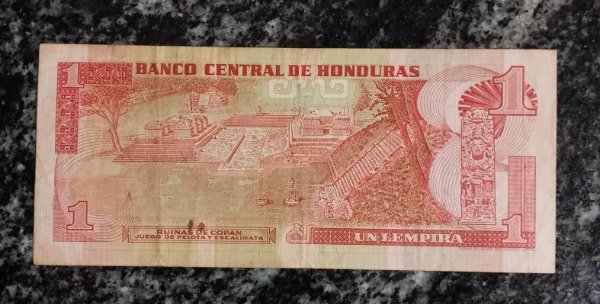 1
BANCO CENTRAL DE HONDURAS
1
1
RUINAS DE COPAN
JUEGO DE PELOTA Y ESCALINATA
UN LEMPIRA
1